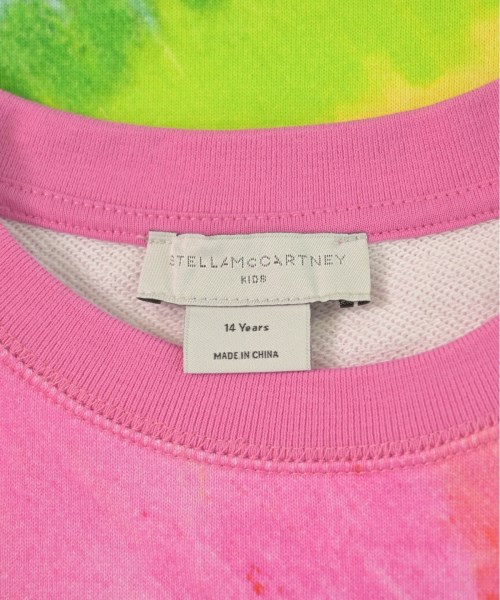 STELLAMcCARTNEY
KIDS
14 Years
MADE IN CHINA